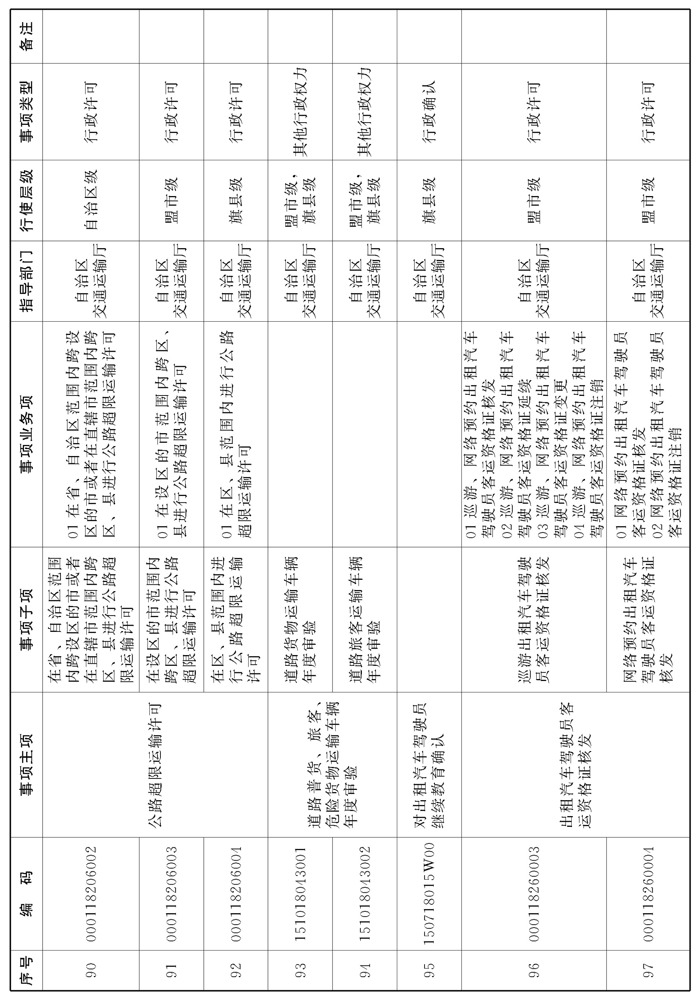 序号
编 码
事项主项
事项子项
事项业务项
指导部门
行使层级
事项类型
备注
90
000118206002
公路超限运输许可
在省、自治区范围
内跨设区的市或者
在直辖市范围内跨
区、县进行公路超
限运输许可
01 在省、自治区范围内跨设
区的市或者在直辖市范围内跨
区、县进行公路超限运输许可
自治区
交通运输厅
自治区级
行政许可
91
000118206003
在设区的市范围内
跨区、县进行公路
超限运输许可
01 在设区的市范围内跨区、
县进行公路超限运输许可
自治区
交通运输厅
盟市级
行政许可
92
000118206004
在区、县范围内进
行公路超限运输
许可
01 在区、县范围内进行公路
超限运输许可
自治区
交通运输厅
旗县级
行政许可
93
151018043001
道路普货、旅客、
危险货物运输车辆
年度审验
道路货物运输车辆
年度审验
自治区
交通运输厅
盟市级，
旗县级
其他行政权力
94
151018043002
道路旅客运输车辆
年度审验
自治区
交通运输厅
盟市级，
旗县级
其他行政权力
95
150718015W00
对出租汽车驾驶员
继续教育确认
自治区
交通运输厅
旗县级
行政确认
96
000118260003
出租汽车驾驶员客
运资格证核发
巡游出租汽车驾驶
员客运资格证核发
01 巡游、网络预约出租汽车
驾驶员客运资格证核发
02 巡游、网络预约出租汽车
驾驶员客运资格证延续
03 巡游、网络预约出租汽车
驾驶员客运资格证变更
04 巡游、网络预约出租汽车
驾驶员客运资格证注销
自治区
交通运输厅
盟市级
行政许可
97
000118260004
网络预约出租汽车
驾驶员客运资格证
核发
01 网络预约出租汽车驾驶员
客运资格证核发
02 网络预约出租汽车驾驶员
客运资格证注销
自治区
交通运输厅
盟市级
行政许可